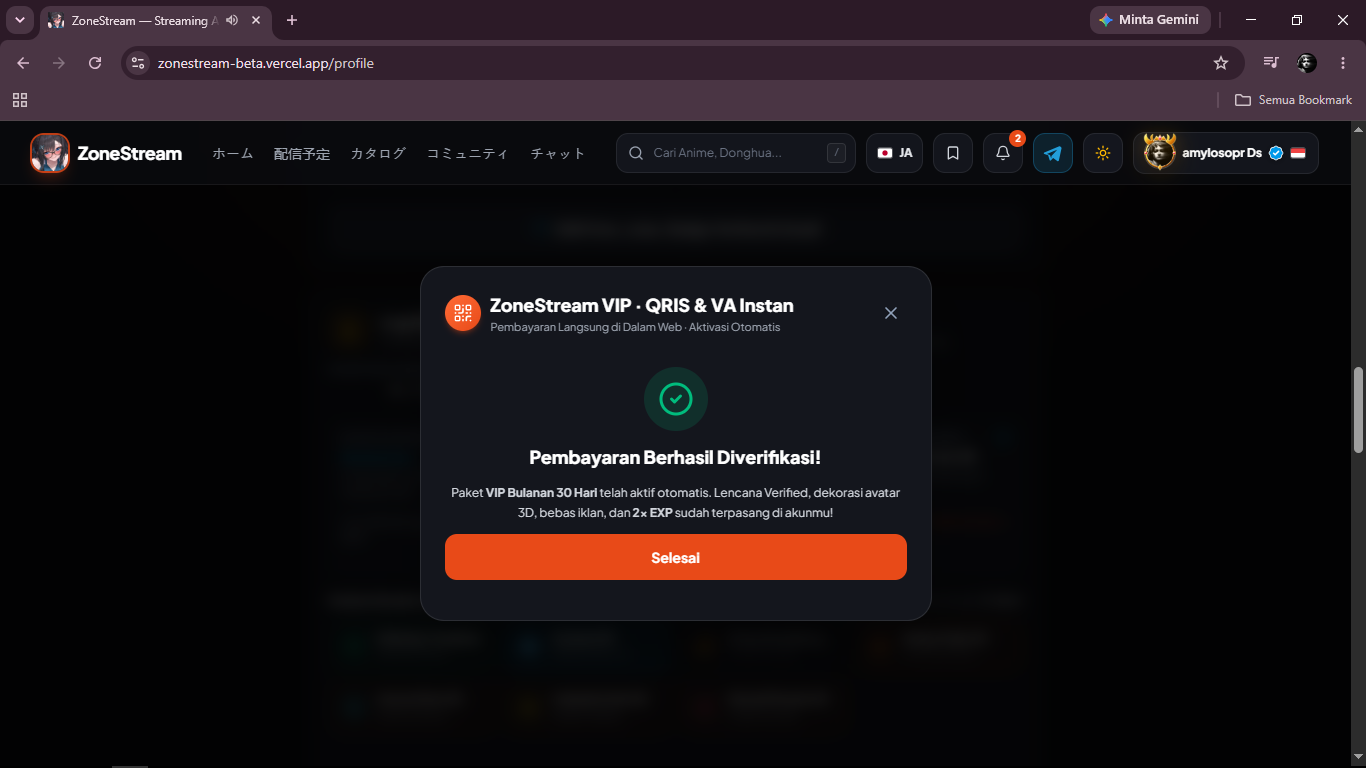 ZoneStream — Streaming A
Minta Gemini
zonestream-beta.vercel.app/profile
Semua Bookmark
ZoneStream
ホーム
配信予定
カタログ
コミュニティ
チャット
Cari Anime, Donghua...
/
JA
2
amylosopr Ds
ZoneStream VIP · QRIS & VA Instan
Pembayaran Langsung di Dalam Web · Aktivasi Otomatis
Pembayaran Berhasil Diverifikasi!
Paket VIP Bulanan 30 Hari telah aktif otomatis. Lencana Verified, dekorasi avatar
3D, bebas iklan, dan 2× EXP sudah terpasang di akunmu!
Selesai